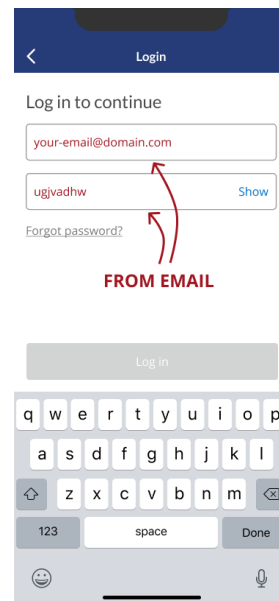 Login
Log in to continue
your-email@domain.com
ugjvadhw Show
Forgot password?
FROM EMAIL
Log in
q w e r t y u i o p
a s d f g h j k l
z x c v b n m
123 space Done